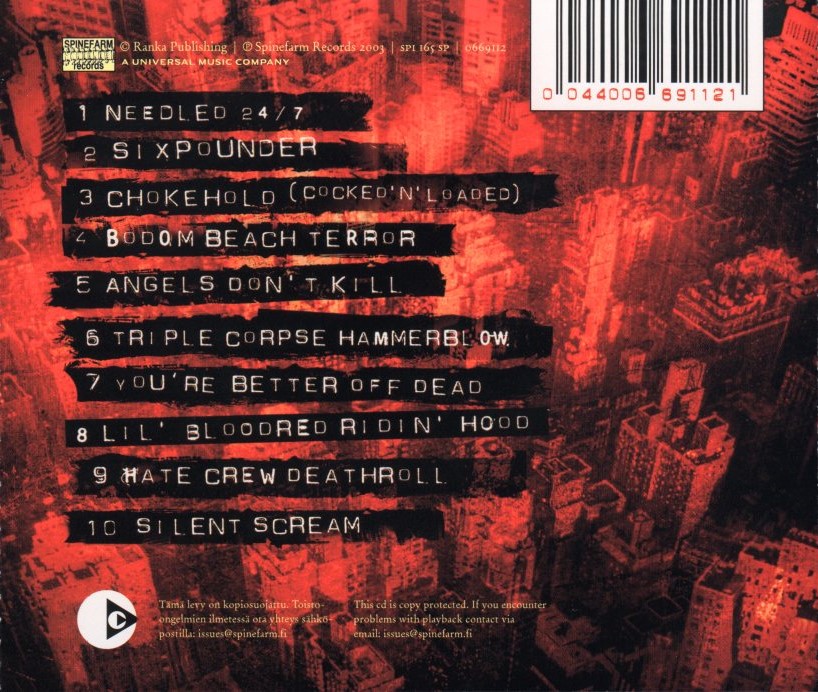 SPINEFARM
records
© Ranka Publishing | ℗ Spinefarm Records 2003 | SPI 165 SP | 0669112
A UNIVERSAL MUSIC COMPANY
0 044006 691121
1 NEEDLED 24/7
2 SIXPOUNDER
3 CHOKEHOLD (COCKED'N'LOADED)
4 BODOM BEACH TERROR
5 ANGELS DON'T KILL
6 TRIPLE CORPSE HAMMERBLOW
7 YOU'RE BETTER OFF DEAD
8 LIL' BLOODRED RIDIN' HOOD
9 HATE CREW DEATHROLL
10 SILENT SCREAM
Tämä levy on kopiosuojattu. Toisto-
ongelmien ilmetessä ota yhteys sähkö-
postilla: issues@spinefarm.fi
This cd is copy protected. If you encounter
problems with playback contact via
email: issues@spinefarm.fi